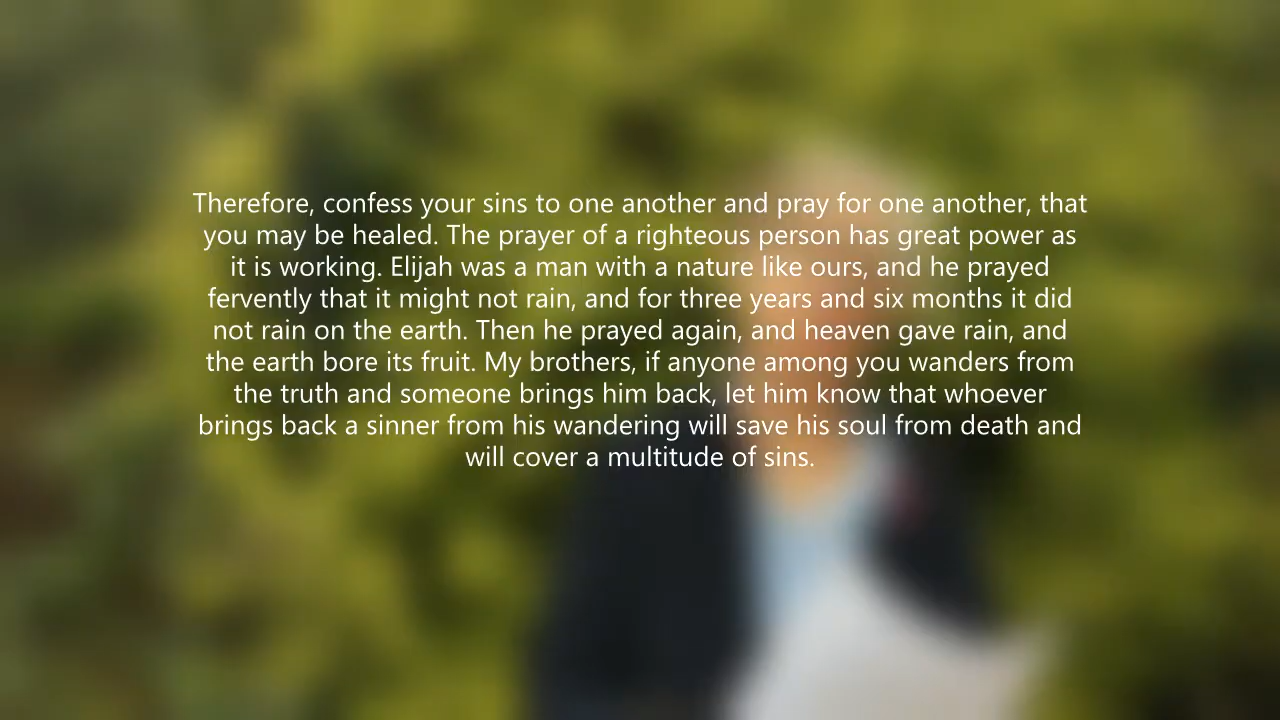 Therefore, confess your sins to one another and pray for one another, that
you may be healed. The prayer of a righteous person has great power as
it is working. Elijah was a man with a nature like ours, and he prayed
fervently that it might not rain, and for three years and six months it did
not rain on the earth. Then he prayed again, and heaven gave rain, and
the earth bore its fruit. My brothers, if anyone among you wanders from
the truth and someone brings him back, let him know that whoever
brings back a sinner from his wandering will save his soul from death and
will cover a multitude of sins.